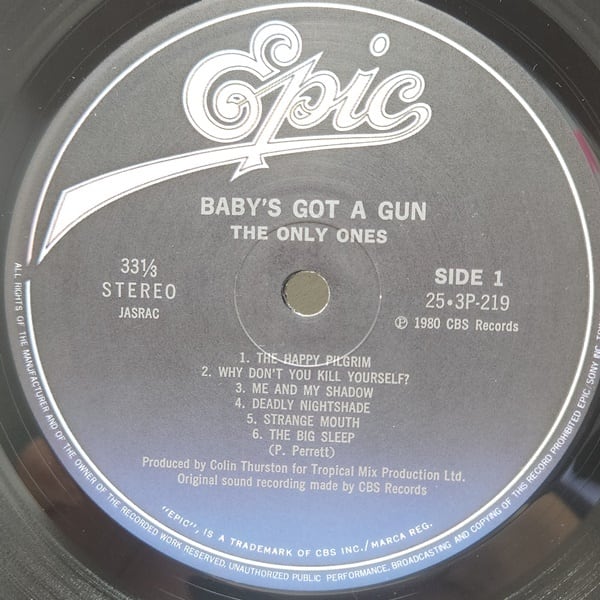 Epic
BABY'S GOT A GUN
THE ONLY ONES
33⅓
STEREO
JASRAC
SIDE 1
25•3P-219
Ⓟ 1980 CBS Records
1. THE HAPPY PILGRIM
2. WHY DON'T YOU KILL YOURSELF?
3. ME AND MY SHADOW
4. DEADLY NIGHTSHADE
5. STRANGE MOUTH
6. THE BIG SLEEP
(P. Perrett)
Produced by Colin Thurston for Tropical Mix Production Ltd.
Original sound recording made by CBS Records
"EPIC", IS A TRADEMARK OF CBS INC./MARCA REG.
ALL RIGHTS OF THE MANUFACTURER AND OF THE OWNER OF THE RECORDED WORK RESERVED. UNAUTHORIZED PUBLIC PERFORMANCE, BROADCASTING AND COPYING OF THIS RECORD PROHIBITED EPIC/SONY INC.